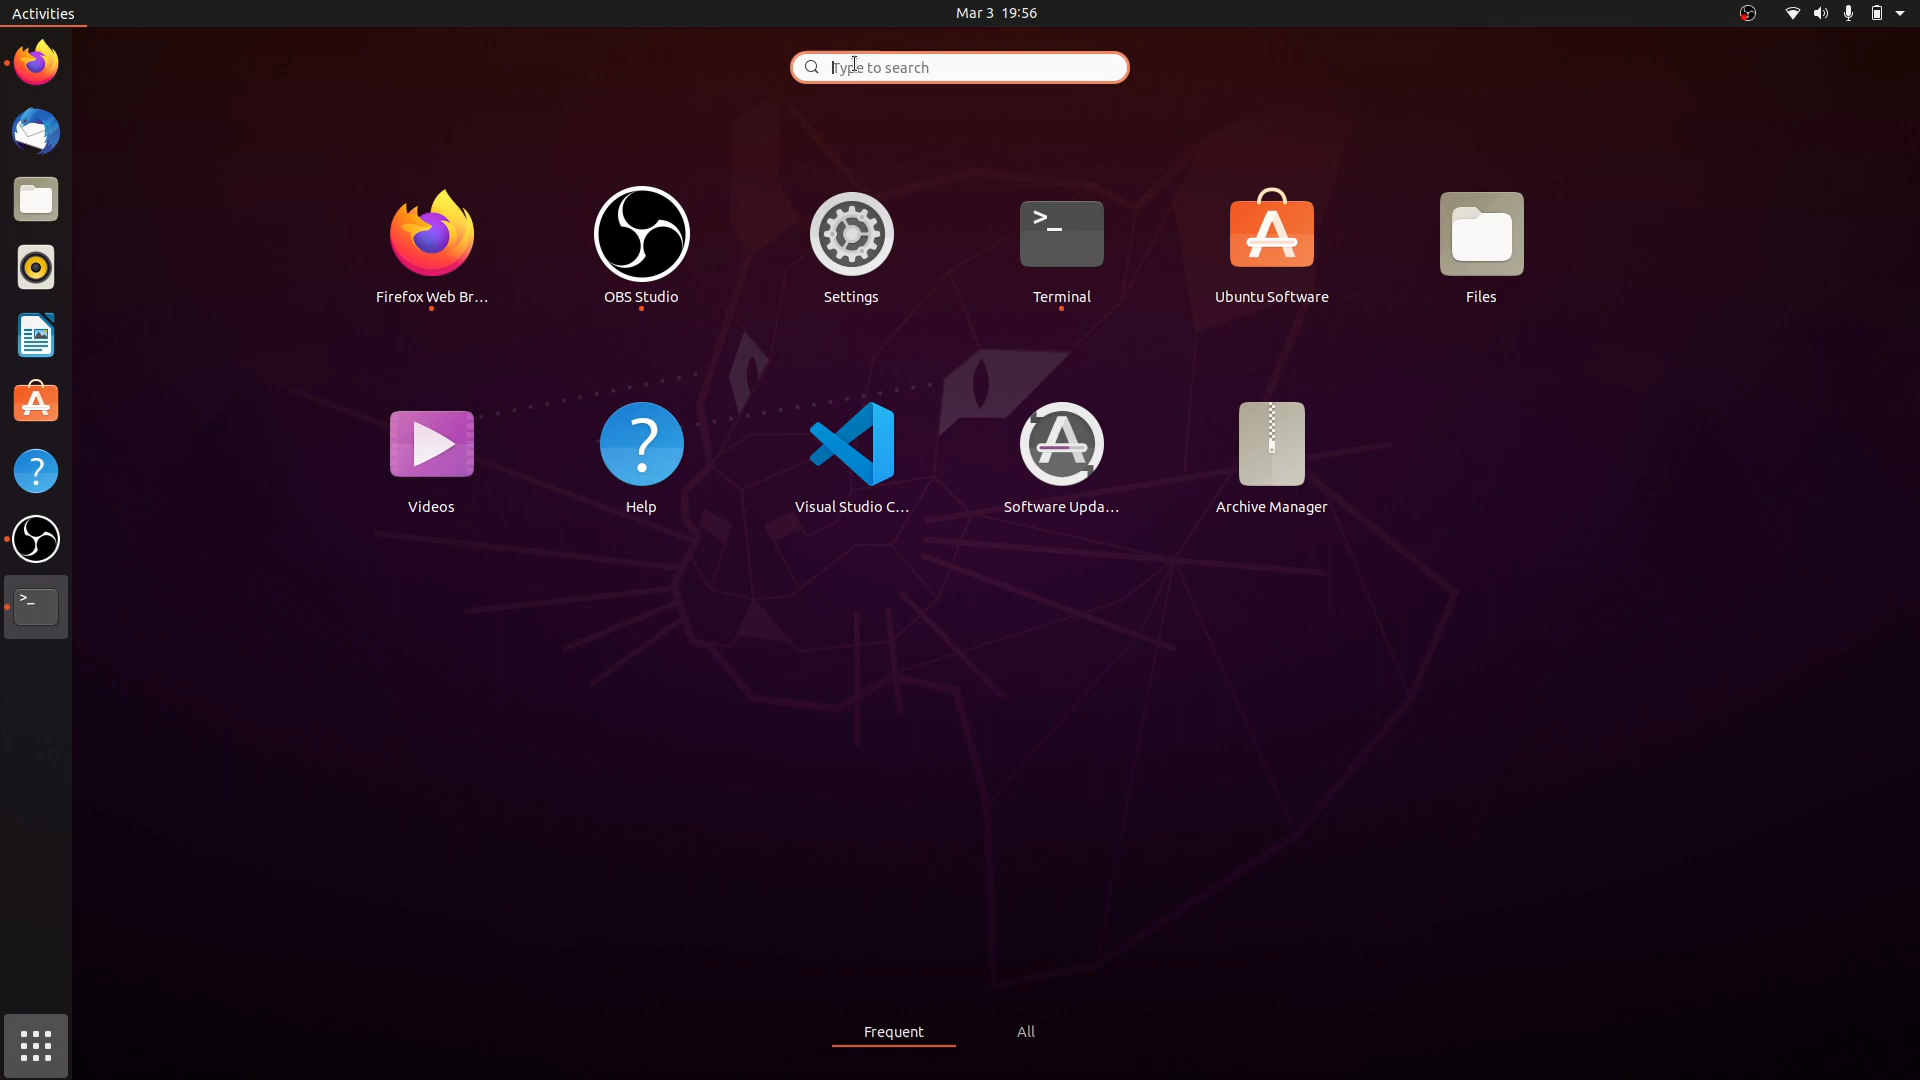 Activities
Mar 3 19:56
Type to search
Firefox Web Br...
OBS Studio
Settings
>_
Terminal
Ubuntu Software
Files
Videos
?
Help
Visual Studio C...
Software Upda...
Archive Manager
?
>_
Frequent
All